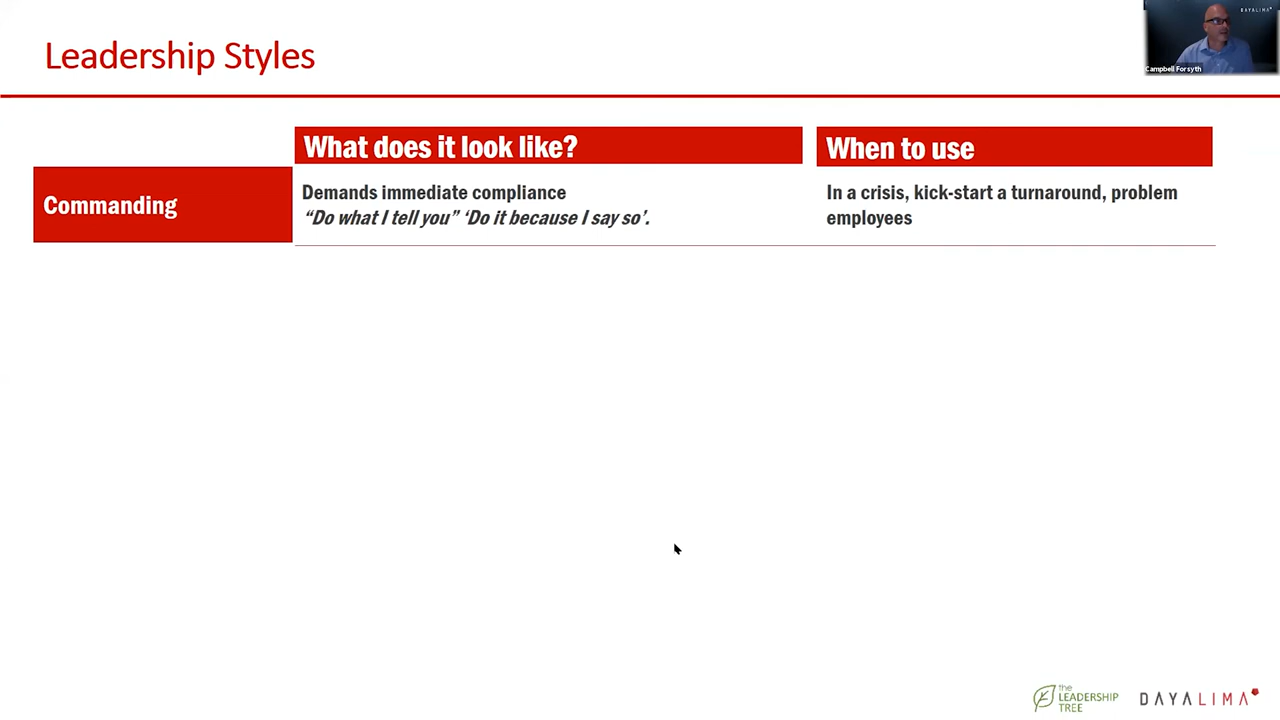 Leadership Styles
DAYALIMA
Campbell Forsyth
What does it look like?
When to use
Commanding
Demands immediate compliance
“Do what I tell you” ‘Do it because I say so’.
In a crisis, kick-start a turnaround, problem
employees
the
LEADERSHIP
TREE
DAYALIMA